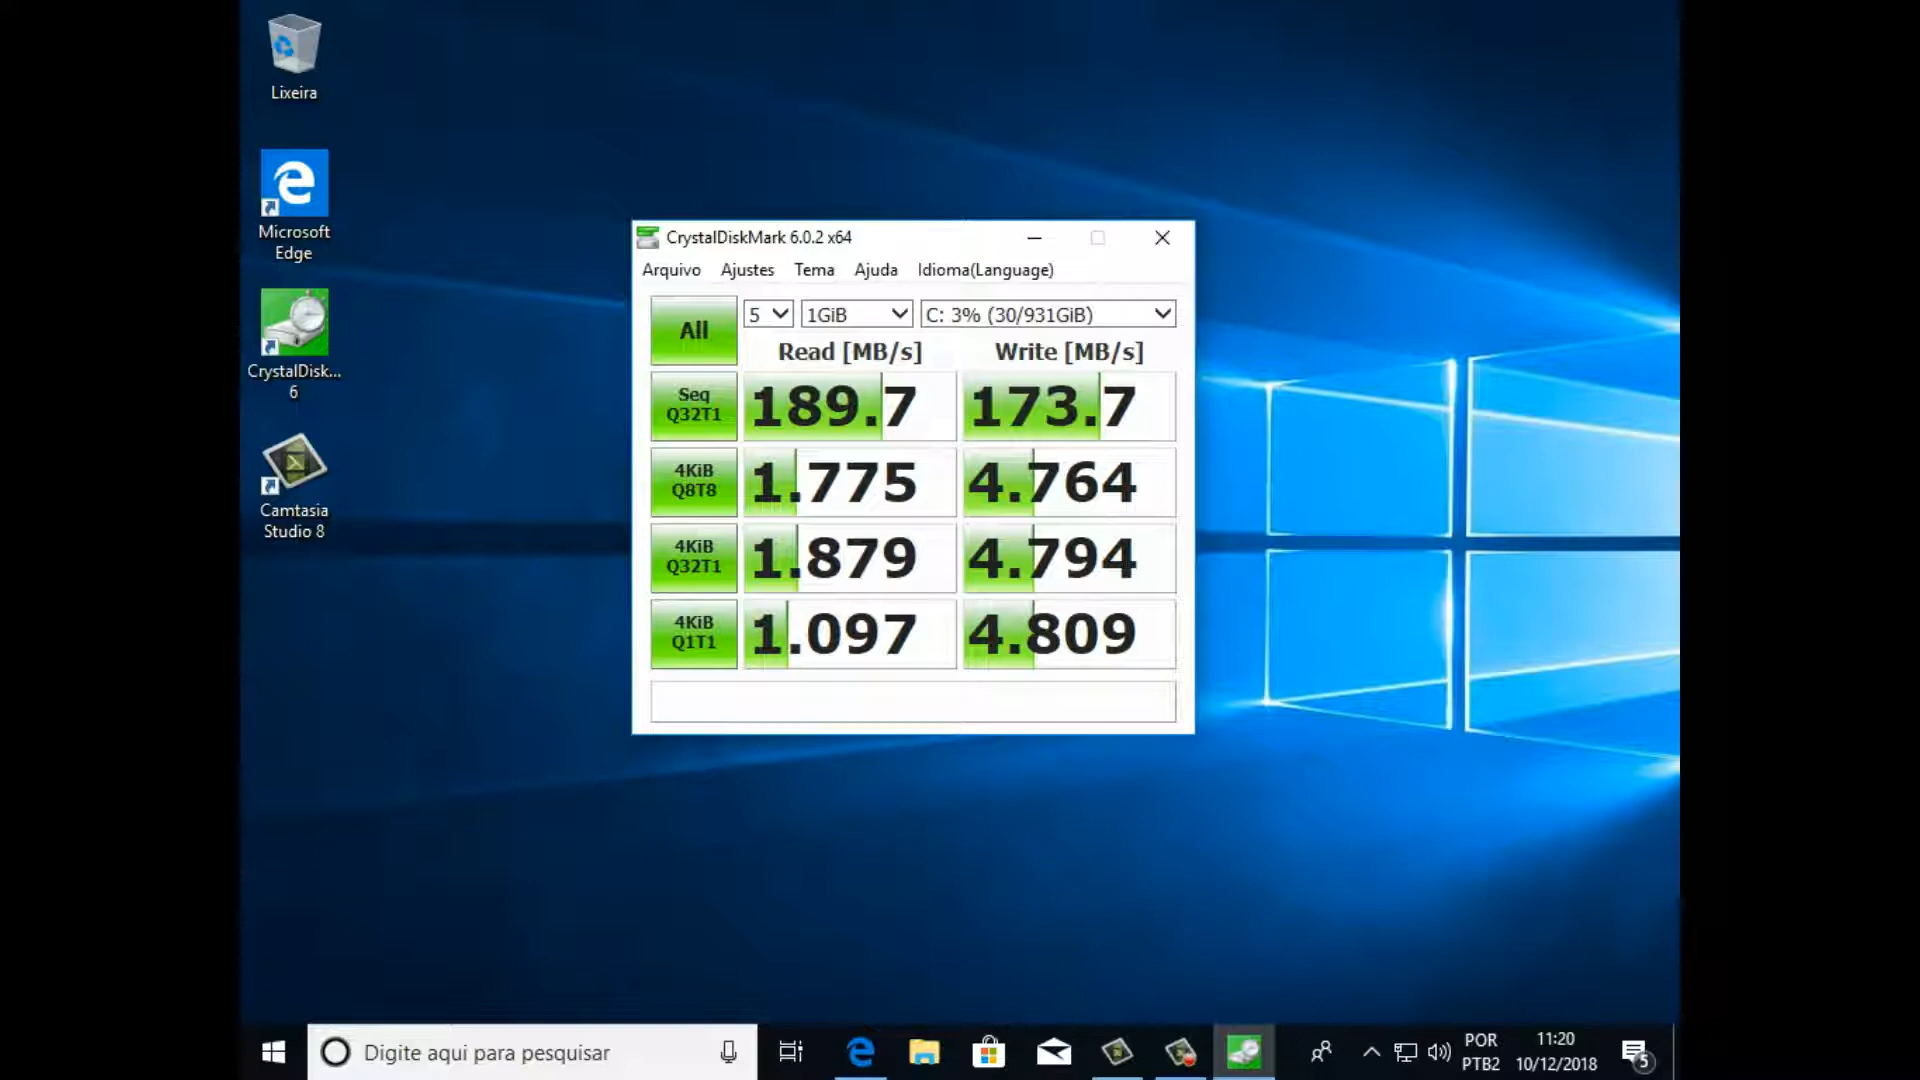 Lixeira
Microsoft
Edge
CrystalDisk...
6
Camtasia
Studio 8
CrystalDiskMark 6.0.2 x64
Arquivo Ajustes Tema Ajuda Idioma(Language)
All 5 1GiB C: 3% (30/931GiB)
Read [MB/s] Write [MB/s]
Seq
Q32T1 189.7 173.7
4KiB
Q8T8 1.775 4.764
4KiB
Q32T1 1.879 4.794
4KiB
Q1T1 1.097 4.809
Digite aqui para pesquisar
POR
PTB2
11:20
10/12/2018
5